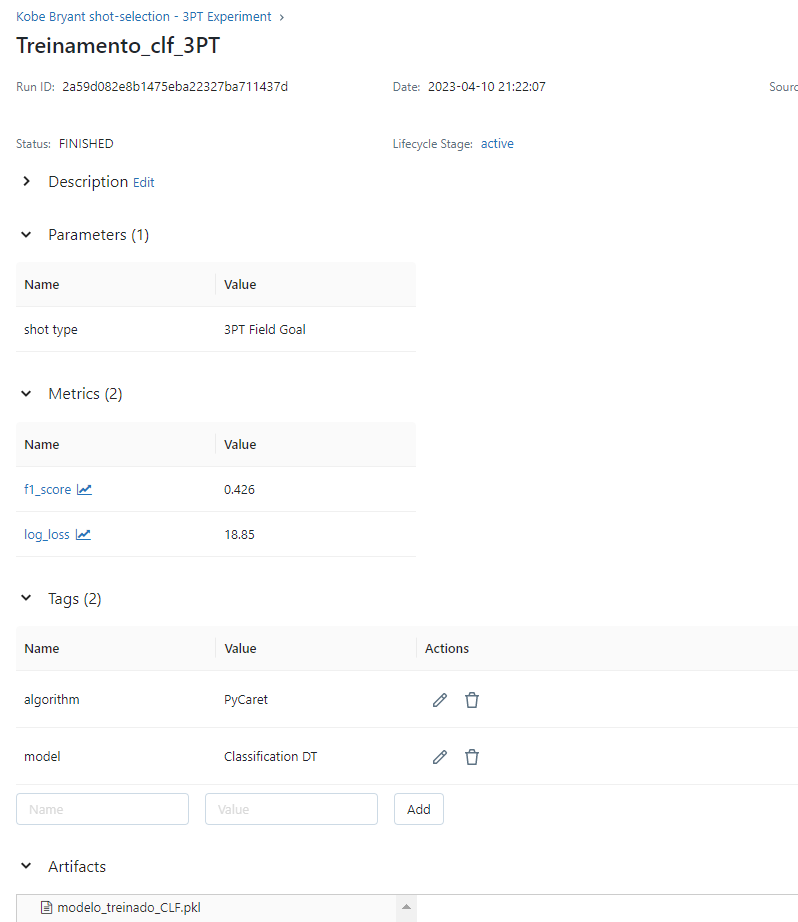 Kobe Bryant shot-selection - 3PT Experiment ›
Treinamento_clf_3PT
Run ID: 2a59d082e8b1475eba22327ba711437d Date: 2023-04-10 21:22:07 Sourc
Status: FINISHED Lifecycle Stage: active
Description Edit
Parameters (1)
Name Value
shot type 3PT Field Goal
Metrics (2)
Name Value
f1_score 0.426
log_loss 18.85
Tags (2)
Name Value Actions
algorithm PyCaret
model Classification DT
Name Value Add
Artifacts
modelo_treinado_CLF.pkl